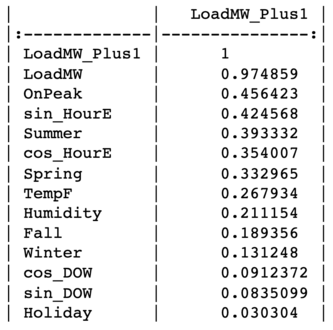 |               |   LoadMW_Plus1 |
|:--------------|---------------:|
| LoadMW_Plus1  |      1         |
| LoadMW        |      0.974859  |
| OnPeak        |      0.456423  |
| sin_HourE     |      0.424568  |
| Summer        |      0.393332  |
| cos_HourE     |      0.354007  |
| Spring        |      0.332965  |
| TempF         |      0.267934  |
| Humidity      |      0.211154  |
| Fall          |      0.189356  |
| Winter        |      0.131248  |
| cos_DOW       |      0.0912372 |
| sin_DOW       |      0.0835099 |
| Holiday       |      0.030304  |